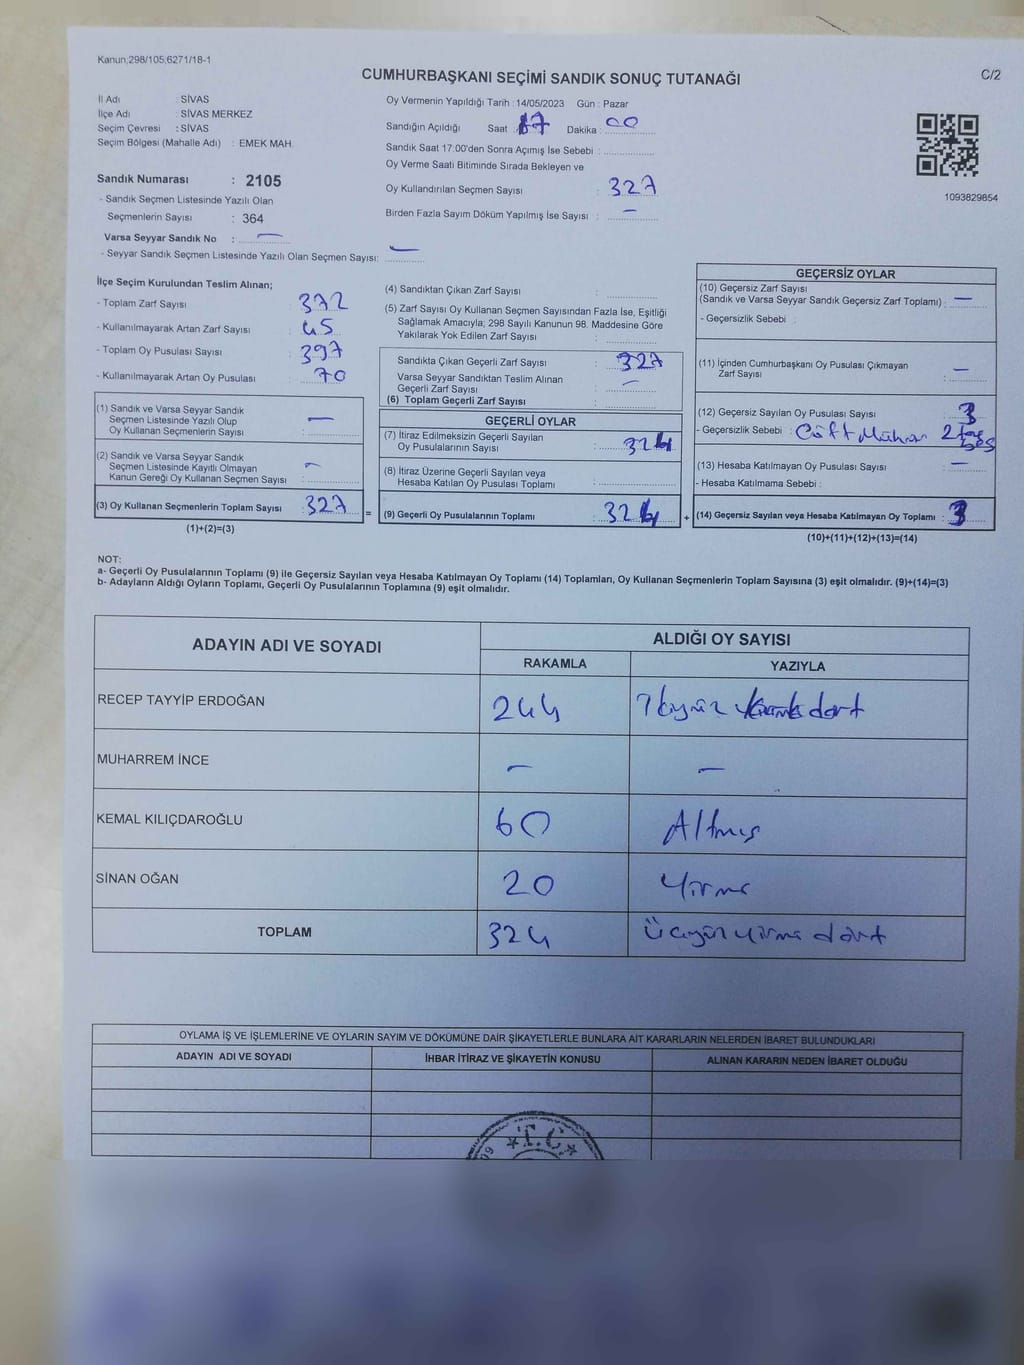 Kanun;298/105;6271/18-1
CUMHURBAŞKANI SEÇİMİ SANDIK SONUÇ TUTANAĞI
C/2
İl Adı : SİVAS
İlçe Adı : SİVAS MERKEZ
Seçim Çevresi : SİVAS
Seçim Bölgesi (Mahalle Adı) : EMEK MAH.
Sandık Numarası : 2105
- Sandık Seçmen Listesinde Yazılı Olan
Seçmenlerin Sayısı : 364
Varsa Seyyar Sandık No : —
- Seyyar Sandık Seçmen Listesinde Yazılı Olan Seçmen Sayısı: —
Oy Vermenin Yapıldığı Tarih : 14/05/2023 Gün : Pazar
Sandığın Açıldığı Saat : 17 Dakika : 00
Sandık Saat 17:00'den Sonra Açımış İse Sebebi :
Oy Verme Saati Bitiminde Sırada Bekleyen ve
Oy Kullandırılan Seçmen Sayısı : 327
Birden Fazla Sayım Döküm Yapılmış İse Sayısı : —
1093829854
İlçe Seçim Kurulundan Teslim Alınan;
- Toplam Zarf Sayısı : 372
- Kullanılmayarak Artan Zarf Sayısı : 45
- Toplam Oy Pusulası Sayısı : 397
- Kullanılmayarak Artan Oy Pusulası : 70
(1) Sandık ve Varsa Seyyar Sandık
Seçmen Listesinde Yazılı Olup
Oy Kullanan Seçmenlerin Sayısı : —
(2) Sandık ve Varsa Seyyar Sandık
Seçmen Listesinde Kayıtlı Olmayan
Kanun Gereği Oy Kullanan Seçmen Sayısı : —
(3) Oy Kullanan Seçmenlerin Toplam Sayısı : 327
(1)+(2)=(3)
=
(4) Sandıktan Çıkan Zarf Sayısı :
(5) Zarf Sayısı Oy Kullanan Seçmen Sayısından Fazla İse, Eşitliği
Sağlamak Amacıyla; 298 Sayılı Kanunun 98. Maddesine Göre
Yakılarak Yok Edilen Zarf Sayısı :
Sandıkta Çıkan Geçerli Zarf Sayısı : 327
Varsa Seyyar Sandıktan Teslim Alınan
Geçerli Zarf Sayısı : —
(6) Toplam Geçerli Zarf Sayısı :
GEÇERLİ OYLAR
(7) İtiraz Edilmeksizin Geçerli Sayılan
Oy Pusulalarının Sayısı : 324
(8) İtiraz Üzerine Geçerli Sayılan veya
Hesaba Katılan Oy Pusulası Toplamı :
(9) Geçerli Oy Pusulalarının Toplamı : 324
+
GEÇERSİZ OYLAR
(10) Geçersiz Zarf Sayısı
(Sandık ve Varsa Seyyar Sandık Geçersiz Zarf Toplamı) : —
- Geçersizlik Sebebi :
(11) İçinden Cumhurbaşkanı Oy Pusulası Çıkmayan
Zarf Sayısı : —
(12) Geçersiz Sayılan Oy Pusulası Sayısı : 3
- Geçersizlik Sebebi : Çift Mühür 2
(13) Hesaba Katılmayan Oy Pusulası Sayısı : —
- Hesaba Katılmama Sebebi :
(14) Geçersiz Sayılan veya Hesaba Katılmayan Oy Toplamı : 3
(10)+(11)+(12)+(13)=(14)
NOT:
a- Geçerli Oy Pusulalarının Toplamı (9) ile Geçersiz Sayılan veya Hesaba Katılmayan Oy Toplamı (14) Toplamları, Oy Kullanan Seçmenlerin Toplam Sayısına (3) eşit olmalıdır. (9)+(14)=(3)
b- Adayların Aldığı Oyların Toplamı, Geçerli Oy Pusulalarının Toplamına (9) eşit olmalıdır.
ADAYIN ADI VE SOYADI
ALDIĞI OY SAYISI
RAKAMLA YAZIYLA
RECEP TAYYİP ERDOĞAN 244 İkiyüz dört
MUHARREM İNCE — —
KEMAL KILIÇDAROĞLU 60 Altmış
SİNAN OĞAN 20 Yirmi
TOPLAM 324 Üçyüz yirmi dört
OYLAMA İŞ VE İŞLEMLERİNE VE OYLARIN SAYIM VE DÖKÜMÜNE DAİR ŞİKAYETLERLE BUNLARA AİT KARARLARIN NELERDEN İBARET BULUNDUKLARI
ADAYIN ADI VE SOYADI İHBAR İTİRAZ VE ŞİKAYETİN KONUSU ALINAN KARARIN NEDEN İBARET OLDUĞU
T.C.